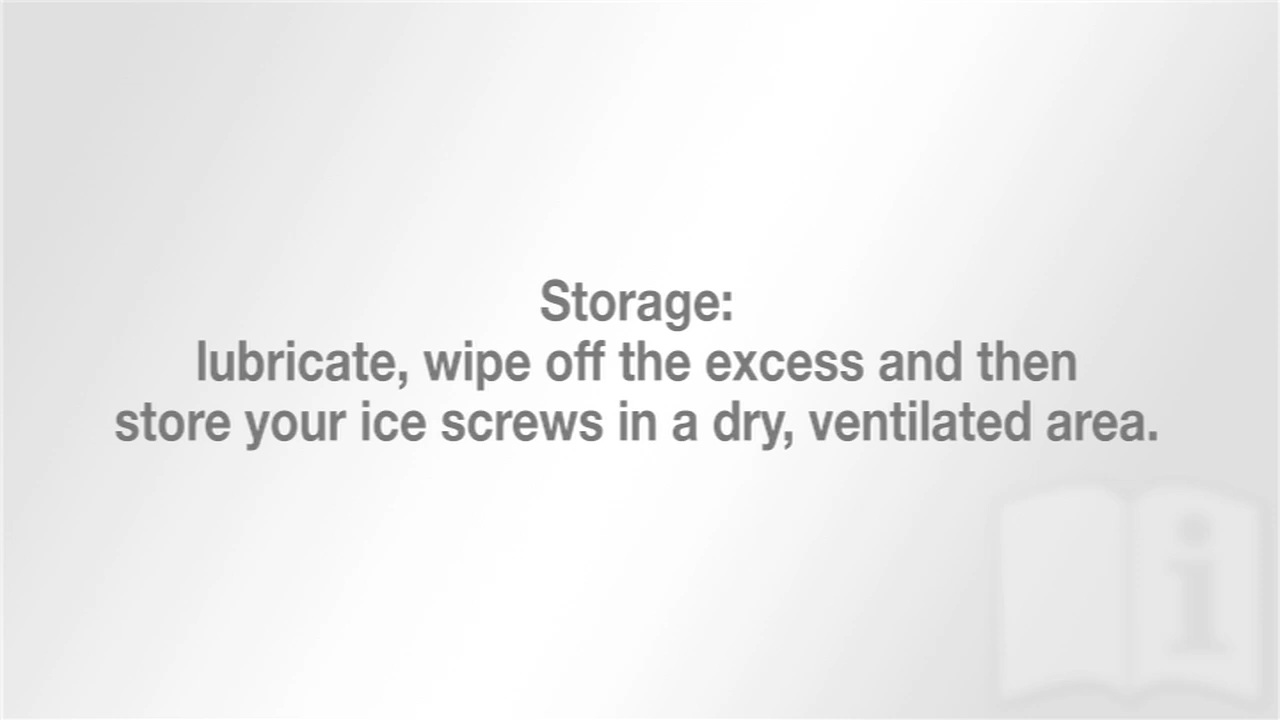 Storage:
lubricate, wipe off the excess and then
store your ice screws in a dry, ventilated area.
i